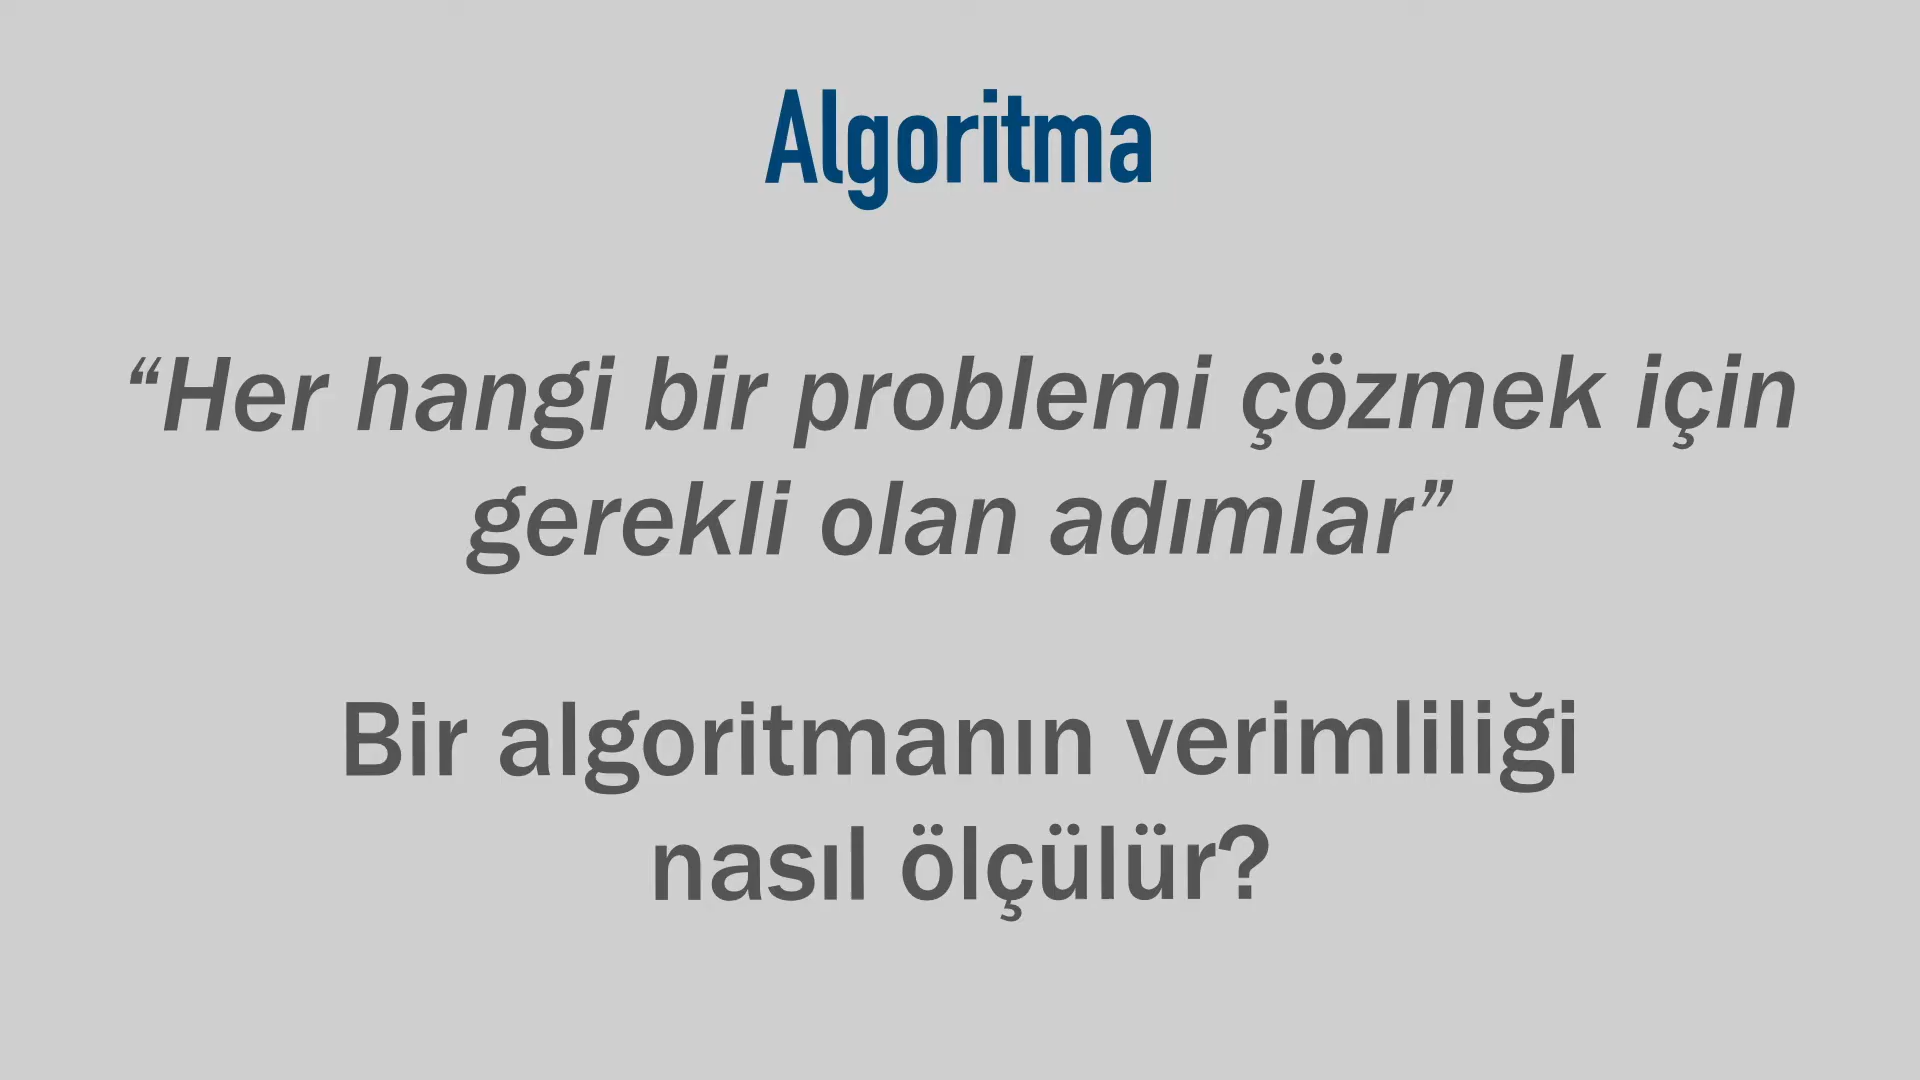 Algoritma
“Her hangi bir problemi çözmek için
gerekli olan adımlar”
Bir algoritmanın verimliliği
nasıl ölçülür?